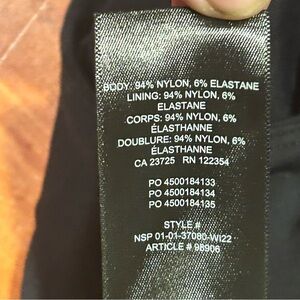 BODY: 94% NYLON, 6% ELASTANE
LINING: 94% NYLON, 6%
ELASTANE
CORPS: 94% NYLON, 6%
ÉLASTHANNE
DOUBLURE: 94% NYLON, 6%
ÉLASTHANNE
CA 23725 RN 122354
PO 4500184133
PO 4500184134
PO 4500184135
STYLE #
NSP 01-01-37080-WI22
ARTICLE # 98906